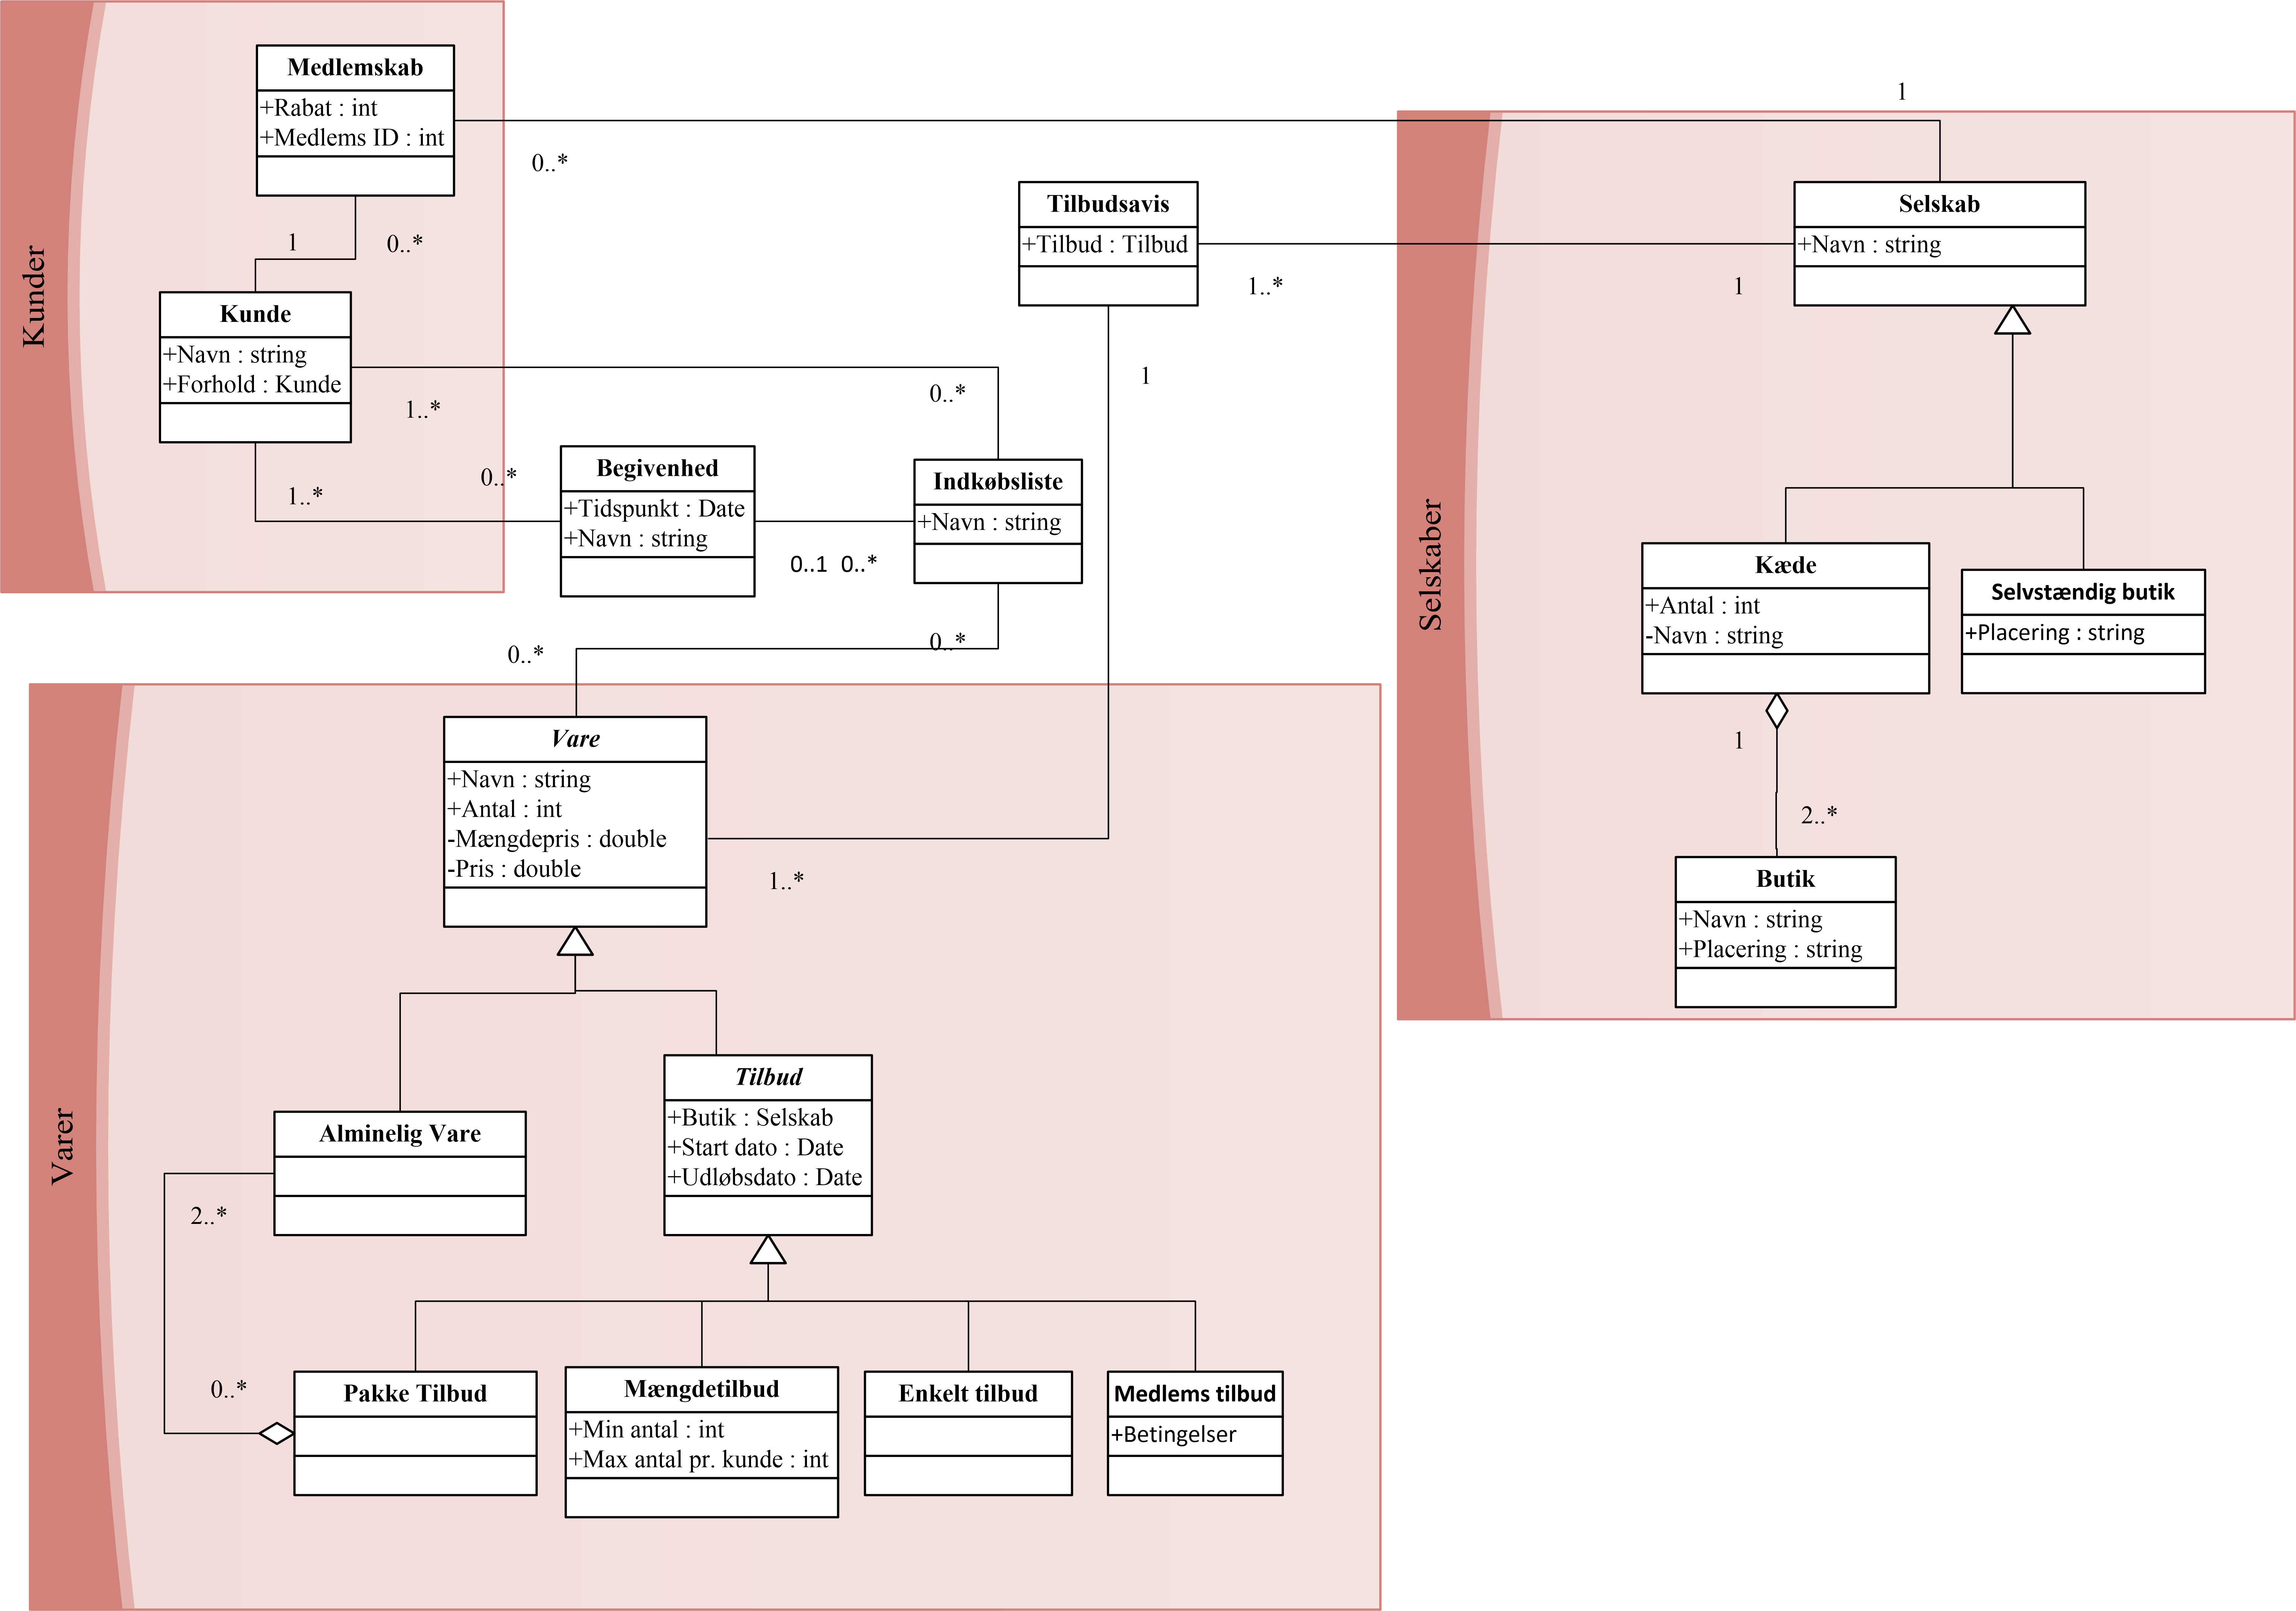 Kunder
Medlemskab
+Rabat : int
+Medlems ID : int
1
0..*
1
0..*
Kunde
+Navn : string
+Forhold : Kunde
1..*
0..*
1..*
0..*
Begivenhed
+Tidspunkt : Date
+Navn : string
0..1
0..*
Indkøbsliste
+Navn : string
0..*
0..*
Tilbudsavis
+Tilbud : Tilbud
1..*
1
1
Selskaber
Selskab
+Navn : string
Kæde
+Antal : int
-Navn : string
Selvstændig butik
+Placering : string
1
2..*
Butik
+Navn : string
+Placering : string
Varer
Vare
+Navn : string
+Antal : int
-Mængdepris : double
-Pris : double
1..*
Alminelig Vare
2..*
Tilbud
+Butik : Selskab
+Start dato : Date
+Udløbsdato : Date
0..*
Pakke Tilbud
Mængdetilbud
+Min antal : int
+Max antal pr. kunde : int
Enkelt tilbud
Medlems tilbud
+Betingelser